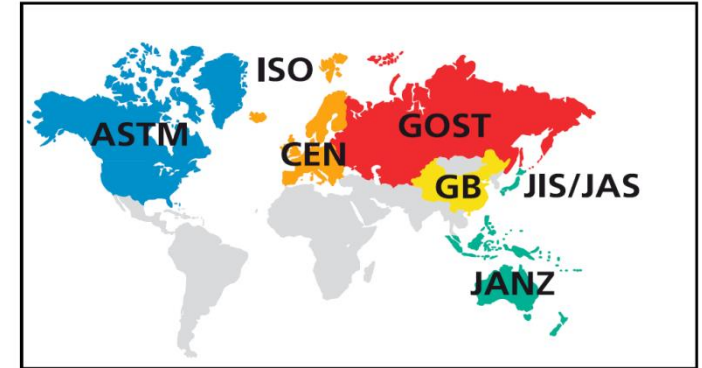 ISO
ASTM
GOST
CEN
GB
JIS/JAS
JANZ